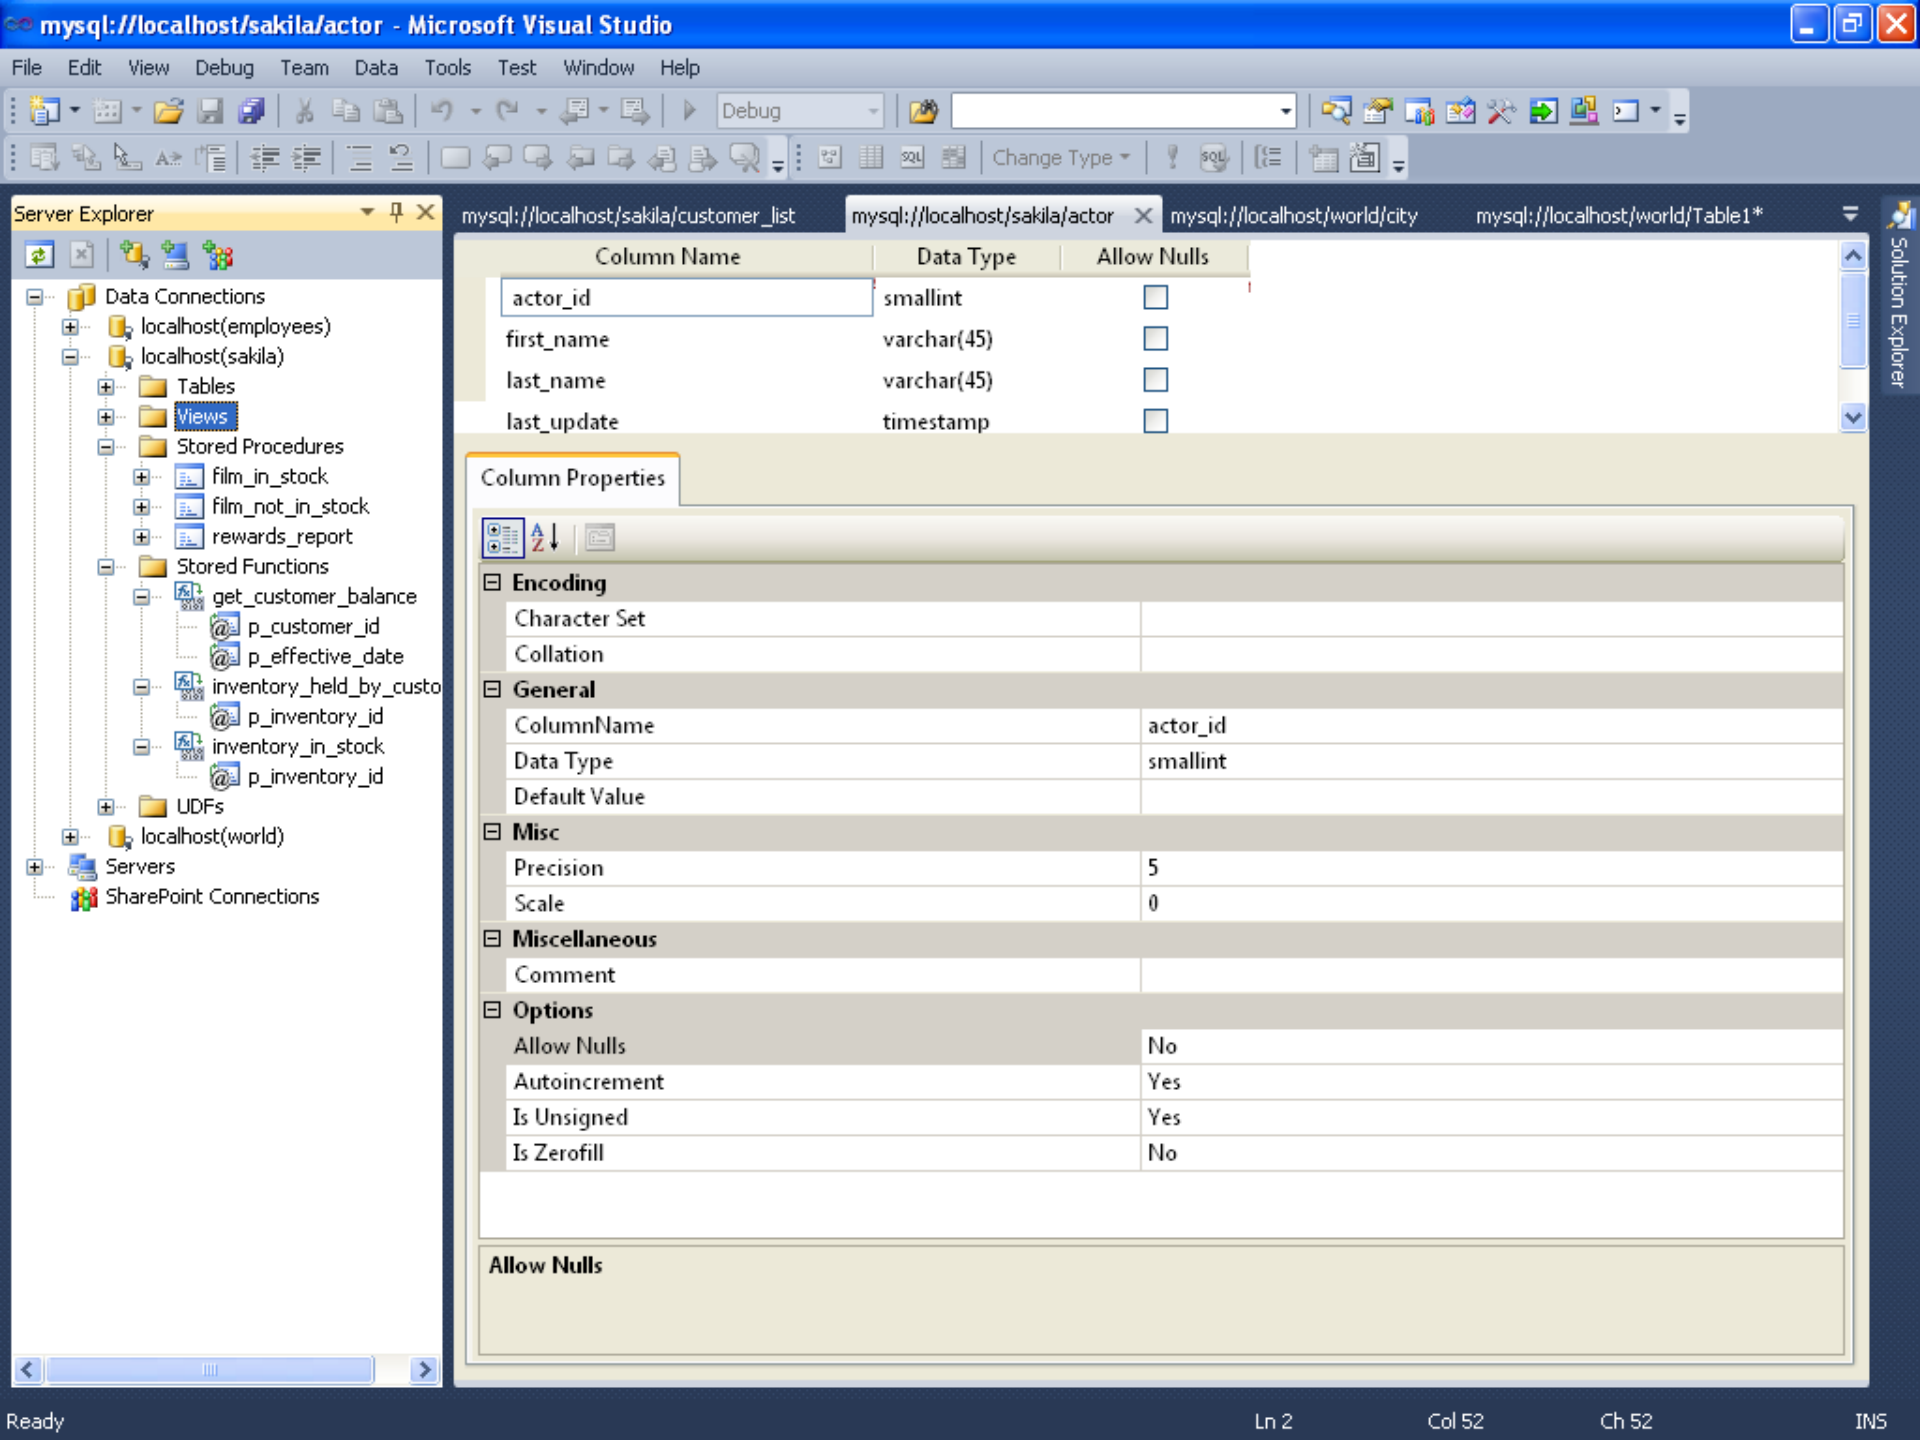 mysql://localhost/sakila/actor - Microsoft Visual Studio
File Edit View Debug Team Data Tools Test Window Help
Debug
Change Type
Server Explorer
Data Connections
localhost(employees)
localhost(sakila)
Tables
Views
Stored Procedures
film_in_stock
film_not_in_stock
rewards_report
Stored Functions
get_customer_balance
p_customer_id
p_effective_date
inventory_held_by_custo
p_inventory_id
inventory_in_stock
p_inventory_id
UDFs
localhost(world)
Servers
SharePoint Connections
mysql://localhost/sakila/customer_list mysql://localhost/sakila/actor mysql://localhost/world/city mysql://localhost/world/Table1*
Column Name Data Type Allow Nulls
actor_id smallint
first_name varchar(45)
last_name varchar(45)
last_update timestamp
Column Properties
Encoding
Character Set
Collation
General
ColumnName actor_id
Data Type smallint
Default Value
Misc
Precision 5
Scale 0
Miscellaneous
Comment
Options
Allow Nulls No
Autoincrement Yes
Is Unsigned Yes
Is Zerofill No
Allow Nulls
Solution Explorer
Ready Ln 2 Col 52 Ch 52 INS